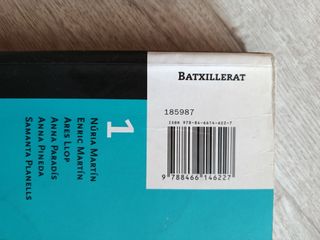 BATXILLERAT
185987
ISBN 978-84-6614-622-7
9 788466 146227
1
NÚRIA MARTÍN
ENRIC MARTÍN
ARES LLOP
ANNA PARADÍS
ANNA PINEDA
SAMANTA PLANELLS